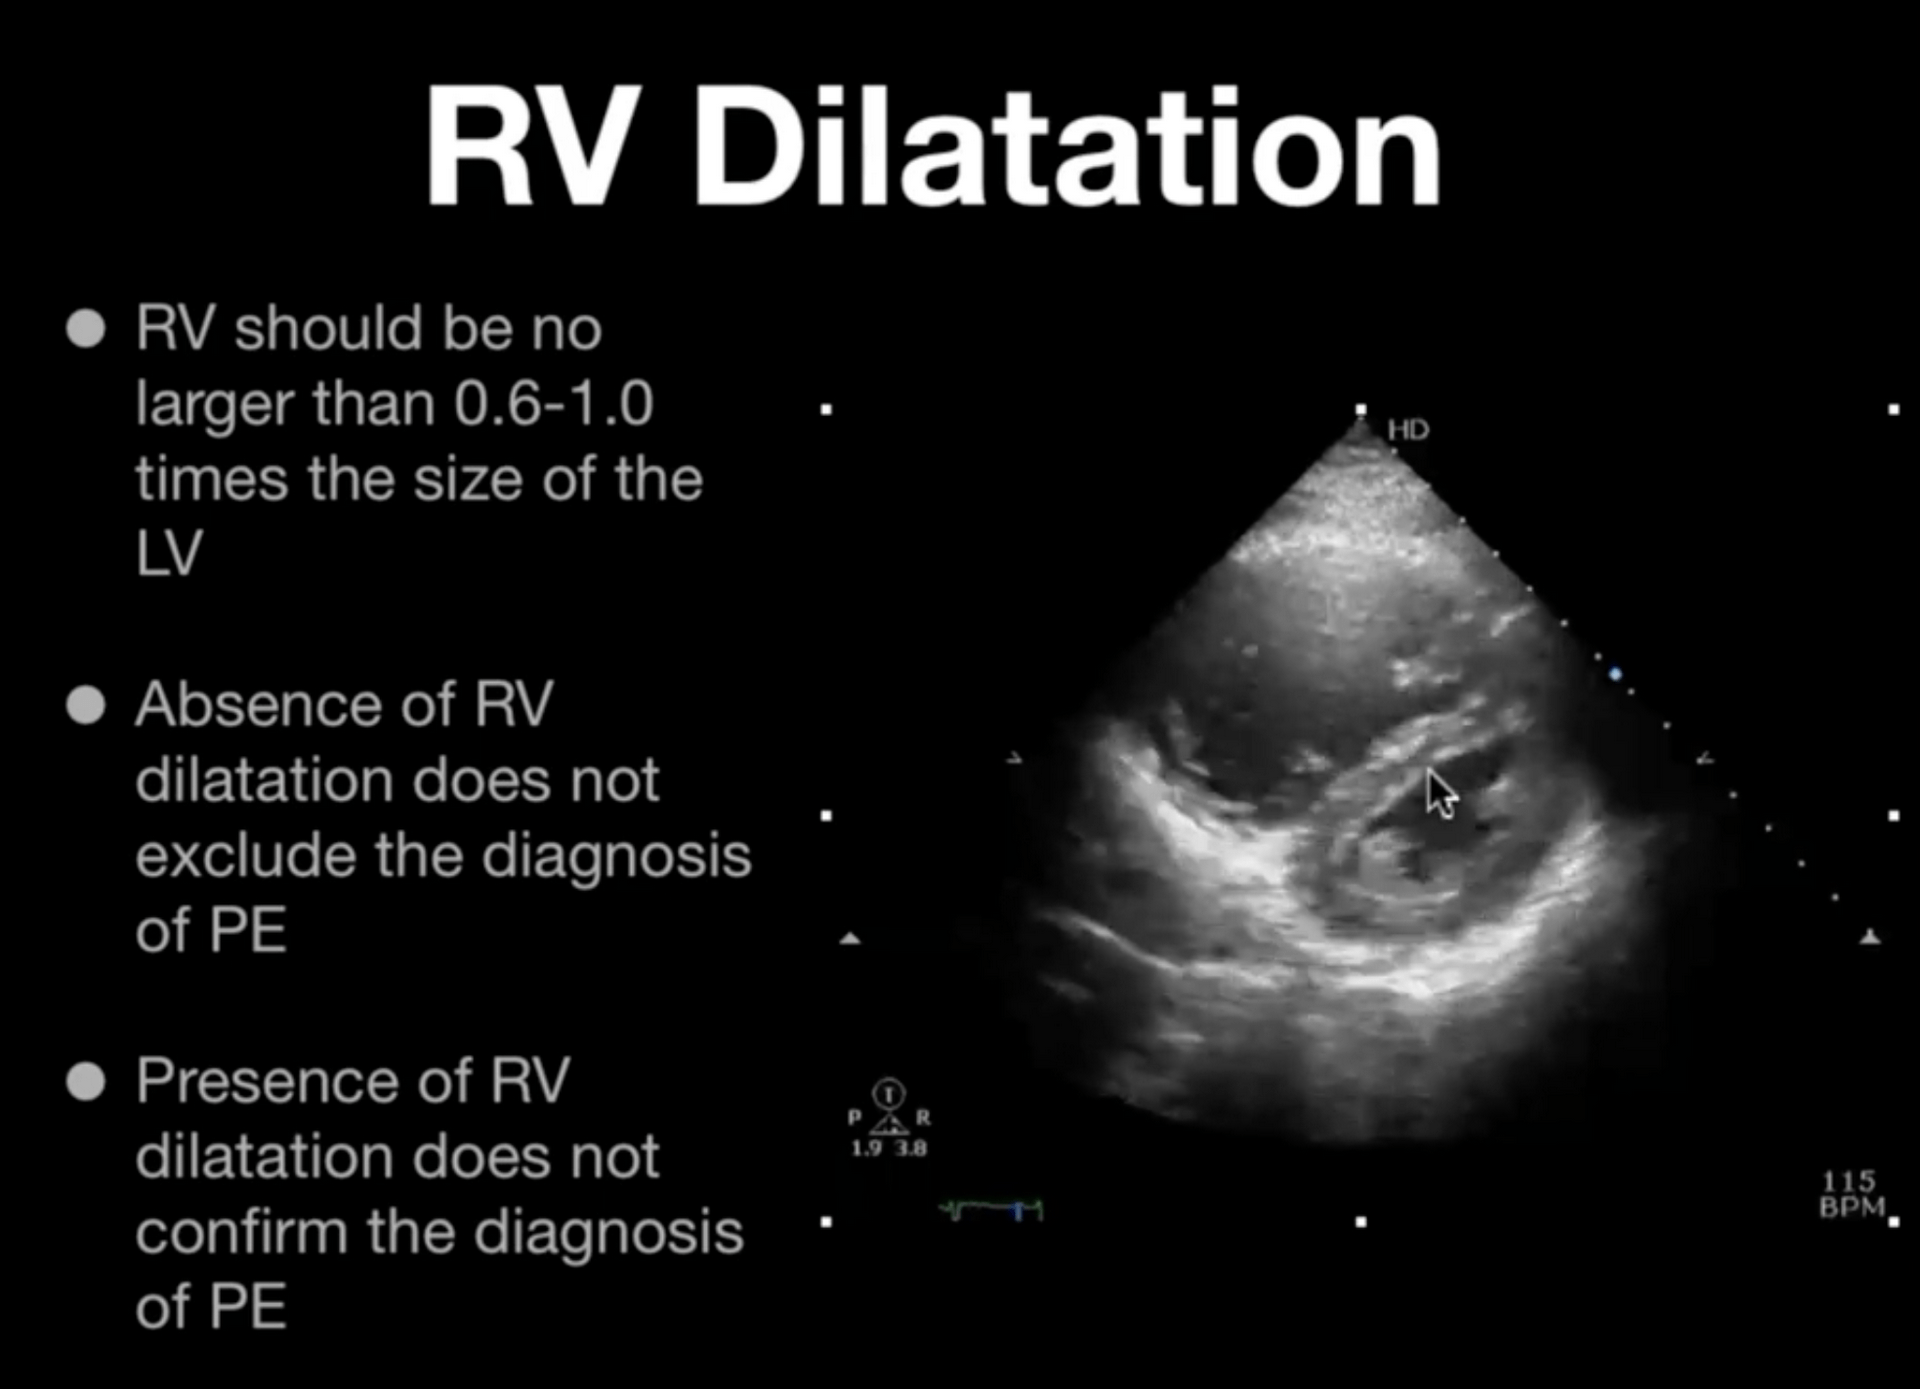 RV Dilatation
RV should be no
larger than 0.6-1.0
times the size of the
LV
Absence of RV
dilatation does not
exclude the diagnosis
of PE
Presence of RV
dilatation does not
confirm the diagnosis
of PE
HD
T
P R
1.9 3.8
115
BPM